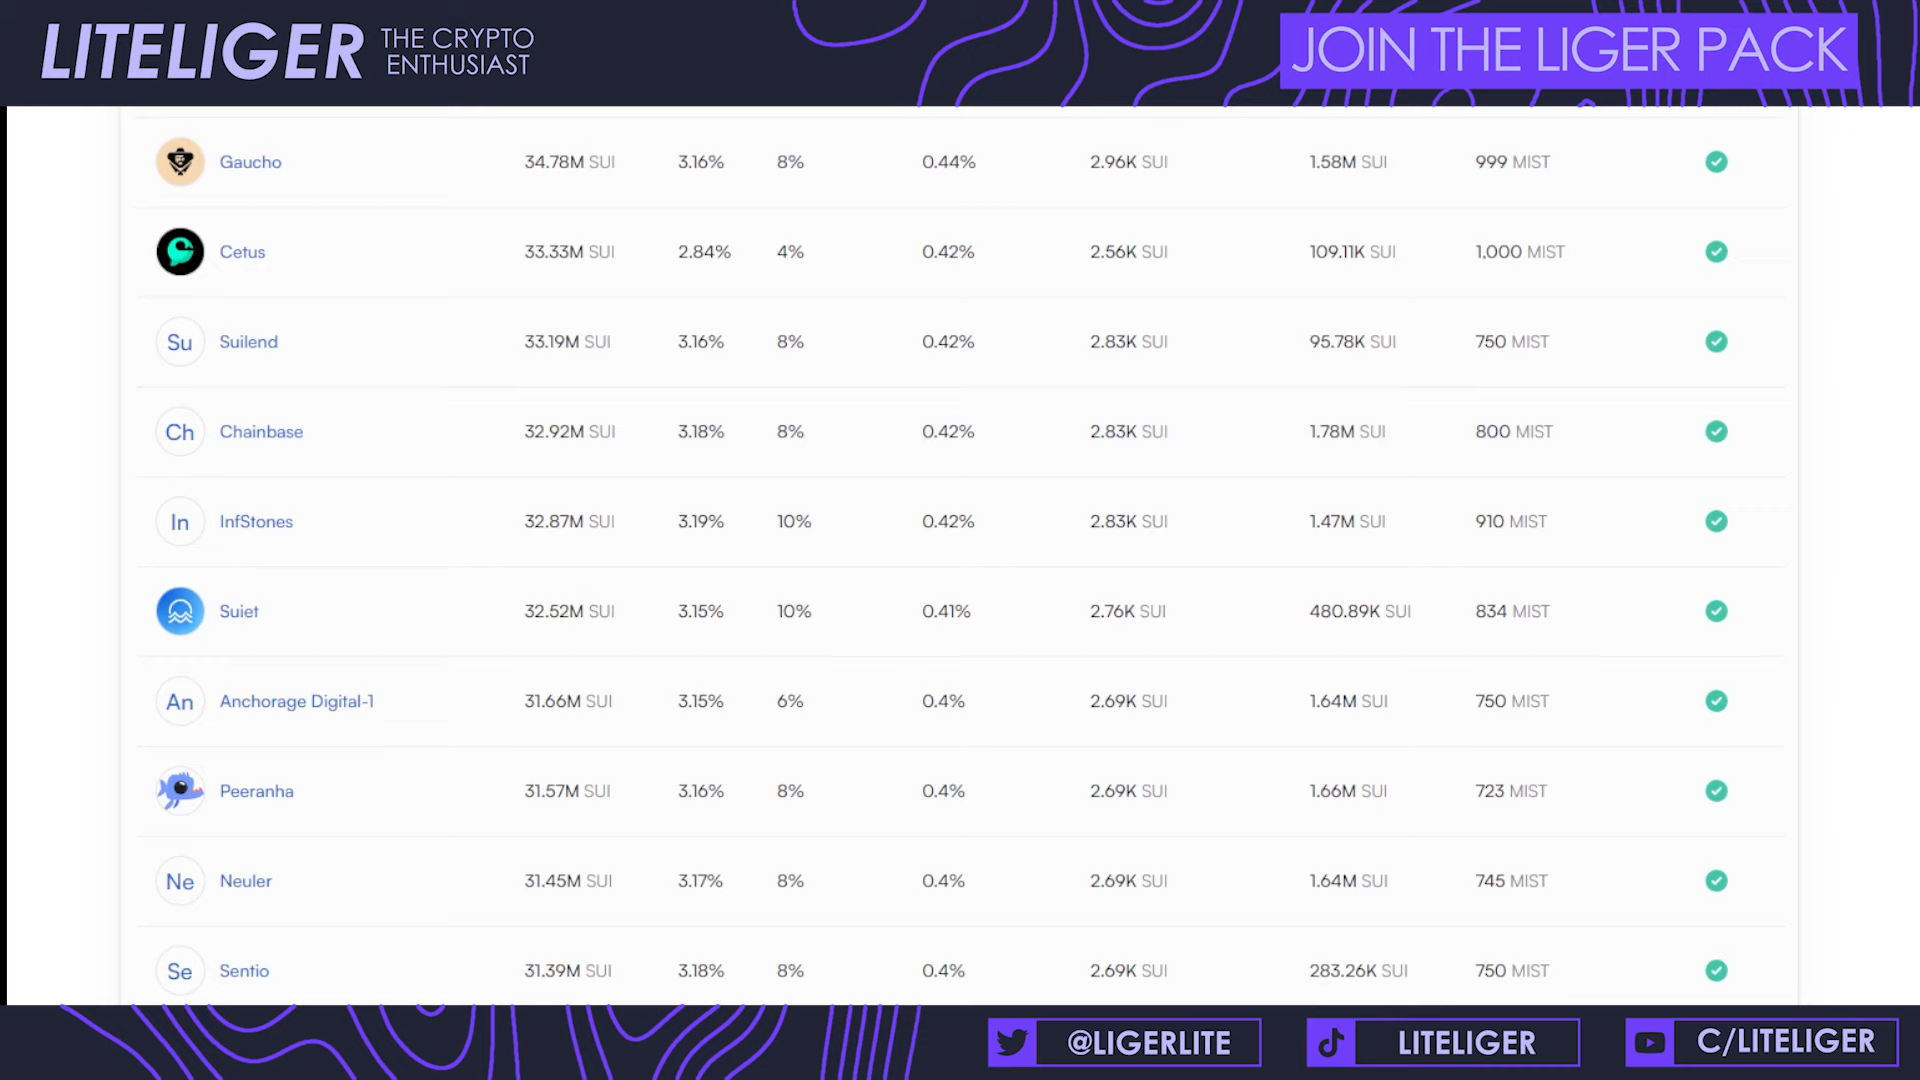 LITELIGER THE CRYPTO ENTHUSIAST
JOIN THE LIGER PACK
Gaucho 34.78M SUI 3.16% 8% 0.44% 2.96K SUI 1.58M SUI 999 MIST
Cetus 33.33M SUI 2.84% 4% 0.42% 2.56K SUI 109.11K SUI 1,000 MIST
Su Suilend 33.19M SUI 3.16% 8% 0.42% 2.83K SUI 95.78K SUI 750 MIST
Ch Chainbase 32.92M SUI 3.18% 8% 0.42% 2.83K SUI 1.78M SUI 800 MIST
In InfStones 32.87M SUI 3.19% 10% 0.42% 2.83K SUI 1.47M SUI 910 MIST
Suiet 32.52M SUI 3.15% 10% 0.41% 2.76K SUI 480.89K SUI 834 MIST
An Anchorage Digital-1 31.66M SUI 3.15% 6% 0.4% 2.69K SUI 1.64M SUI 750 MIST
Peeranha 31.57M SUI 3.16% 8% 0.4% 2.69K SUI 1.66M SUI 723 MIST
Ne Neuler 31.45M SUI 3.17% 8% 0.4% 2.69K SUI 1.64M SUI 745 MIST
Se Sentio 31.39M SUI 3.18% 8% 0.4% 2.69K SUI 283.26K SUI 750 MIST
@LIGERLITE LITELIGER C/LITELIGER